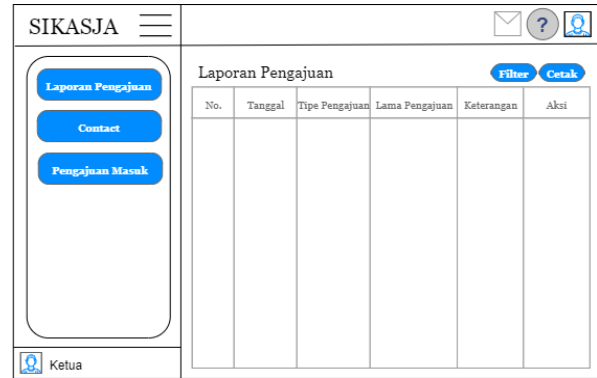 SIKASJA
?
Laporan Pengajuan
Contact
Pengajuan Masuk
Ketua
Laporan Pengajuan
Filter
Cetak
No. Tanggal Tipe Pengajuan Lama Pengajuan Keterangan Aksi